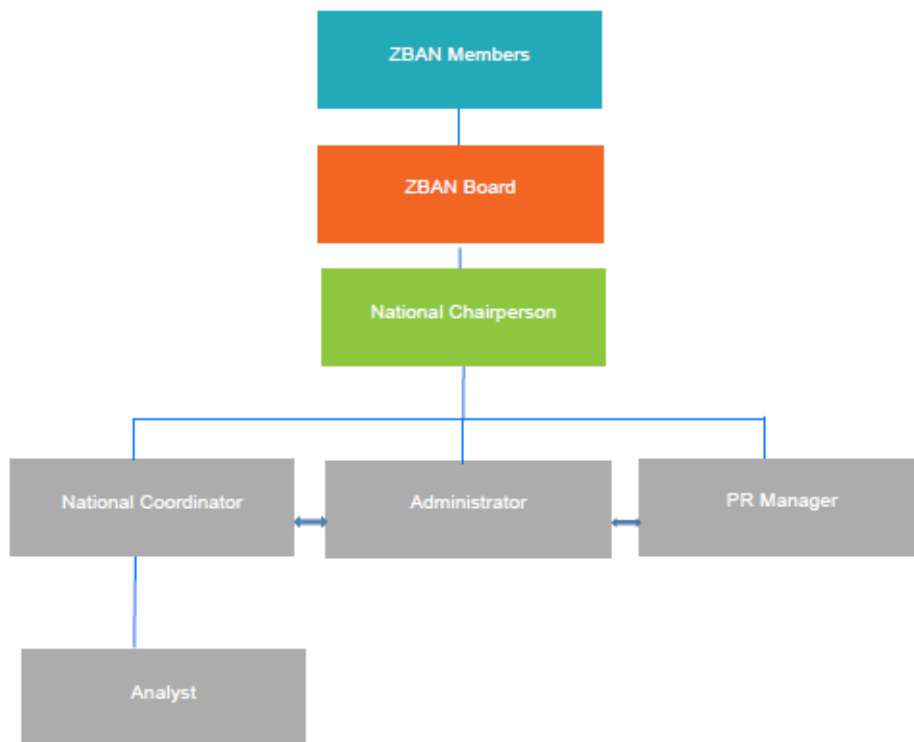 ZBAN Members
ZBAN Board
National Chairperson
National Coordinator
Administrator
PR Manager
Analyst